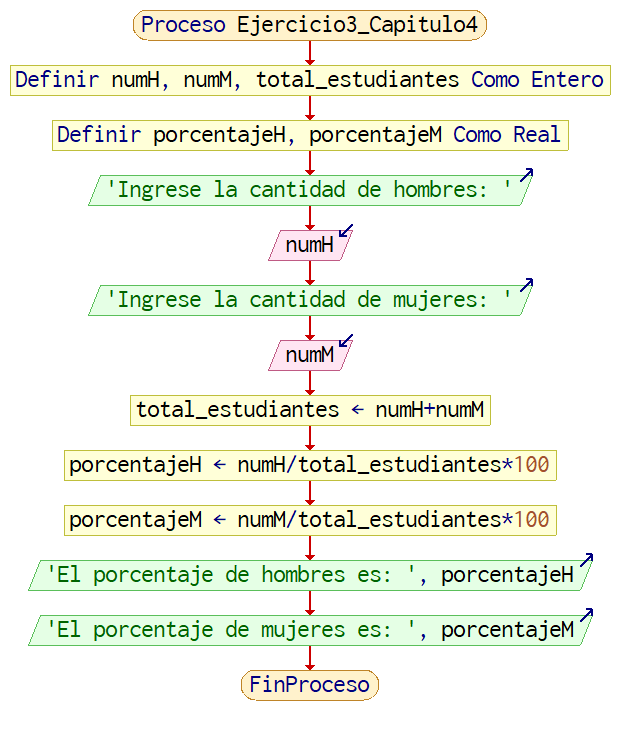 Proceso Ejercicio3_Capitulo4
Definir numH, numM, total_estudiantes Como Entero
Definir porcentajeH, porcentajeM Como Real
'Ingrese la cantidad de hombres: '
numH
'Ingrese la cantidad de mujeres: '
numM
total_estudiantes ← numH+numM
porcentajeH ← numH/total_estudiantes*100
porcentajeM ← numM/total_estudiantes*100
'El porcentaje de hombres es: ', porcentajeH
'El porcentaje de mujeres es: ', porcentajeM
FinProceso